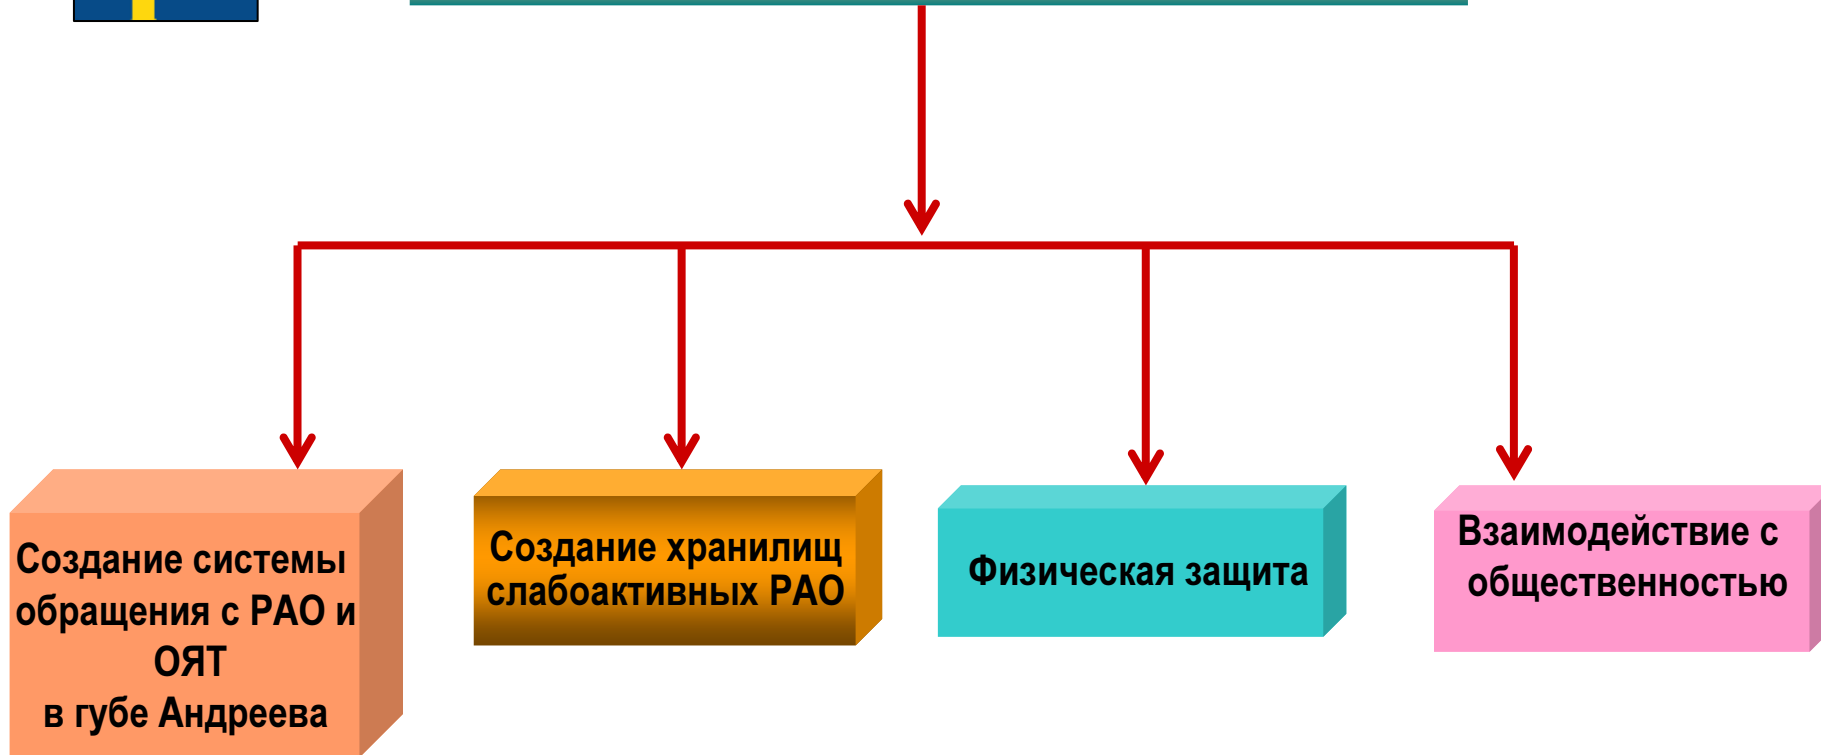 Создание системы
обращения с РАО и
ОЯТ
в губе Андреева
Создание хранилищ
слабоактивных РАО
Физическая защита
Взаимодействие с
общественностью